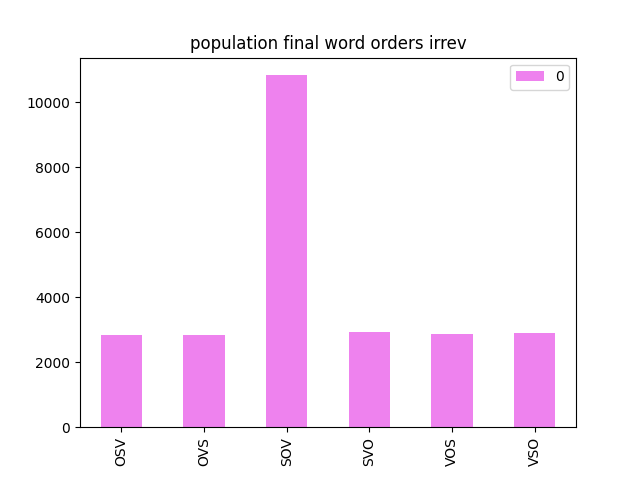 population final word orders irrev
0
10000
8000
6000
4000
2000
0
OSV
OVS
SOV
SVO
VOS
VSO